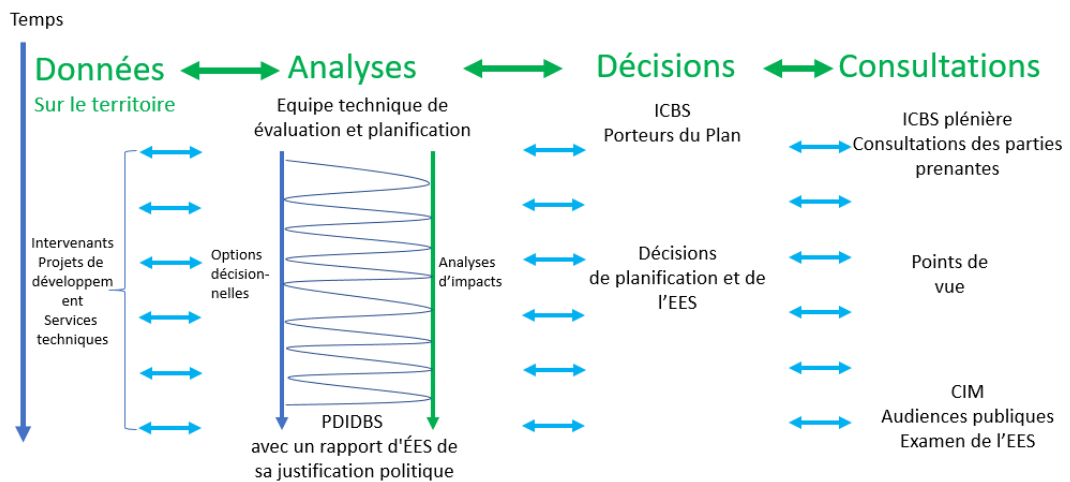 Temps
Données
Sur le territoire
Analyses
Décisions
Consultations
Equipe technique de
évaluation et planification
ICBS
Porteurs du Plan
ICBS plénière
Consultations des parties
prenantes
Intervenants
Projets de
développem
ent
Services
techniques
Options
décision-
nelles
Analyses
d'impacts
Décisions
de planification et de
l'EES
Points de
vue
PDIDBS
avec un rapport d'ÉES de
sa justification politique
CIM
Audiences publiques
Examen de l'EES